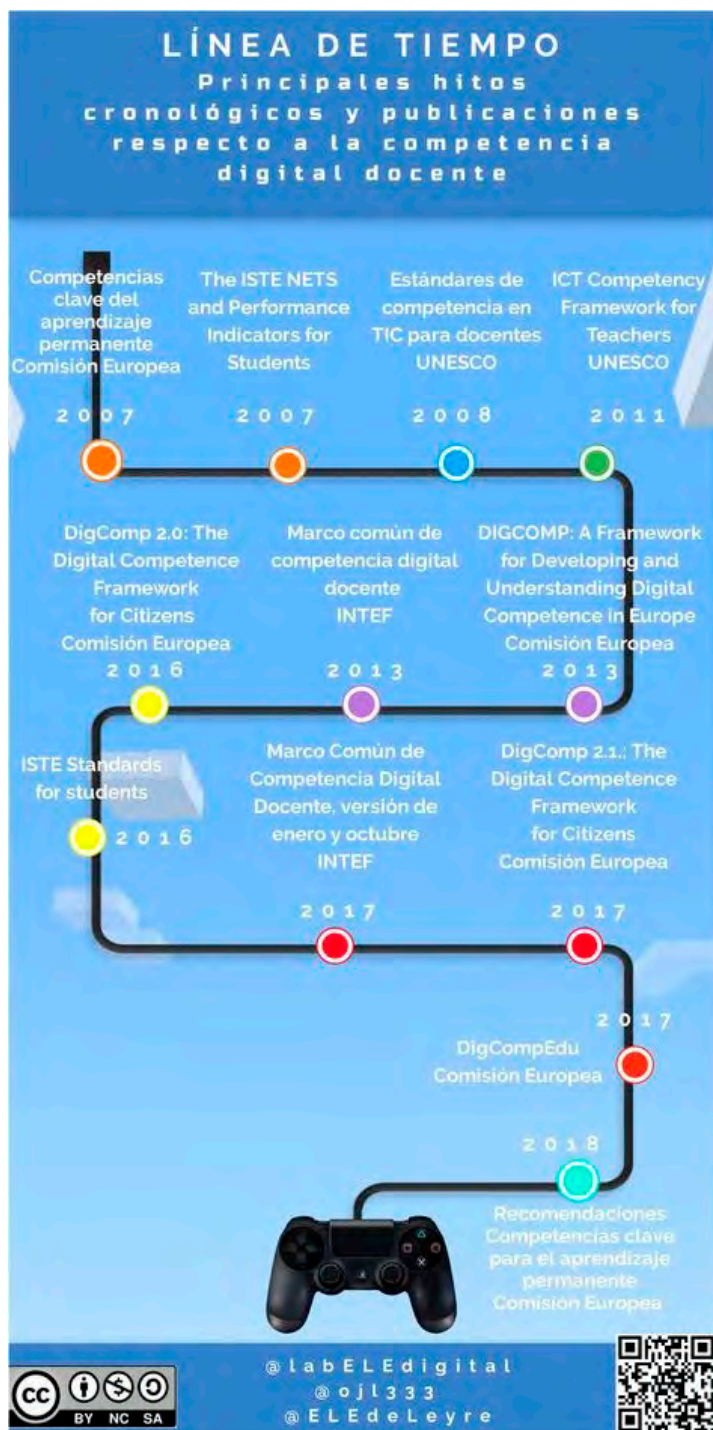 LÍNEA DE TIEMPO
Principales hitos
cronológicos y publicaciones
respecto a la competencia
digital docente
Competencias
clave del
aprendizaje
permanente
Comisión Europea
2007
The ISTE NETS
and Performance
Indicators for
Students
2007
Estándares de
competencia en
TIC para docentes
UNESCO
2008
ICT Competency
Framework for
Teachers
UNESCO
2011
DigComp 2.0: The
Digital Competence
Framework
for Citizens
Comisión Europea
2016
Marco común de
competencia digital
docente
INTEF
2013
DIGCOMP: A Framework
for Developing and
Understanding Digital
Competence in Europe
Comisión Europea
2013
ISTE Standards
for students
2016
Marco Común de
Competencia Digital
Docente, versión de
enero y octubre
INTEF
2017
DigComp 2.1.: The
Digital Competence
Framework
for Citizens
Comisión Europea
2017
2017
DigCompEdu
Comisión Europea
2018
Recomendaciones
Competencias clave
para el aprendizaje
permanente
Comisión Europea
@labELEdigital
@ojl333
@ELEdeLeyre
cc
BY NC SA